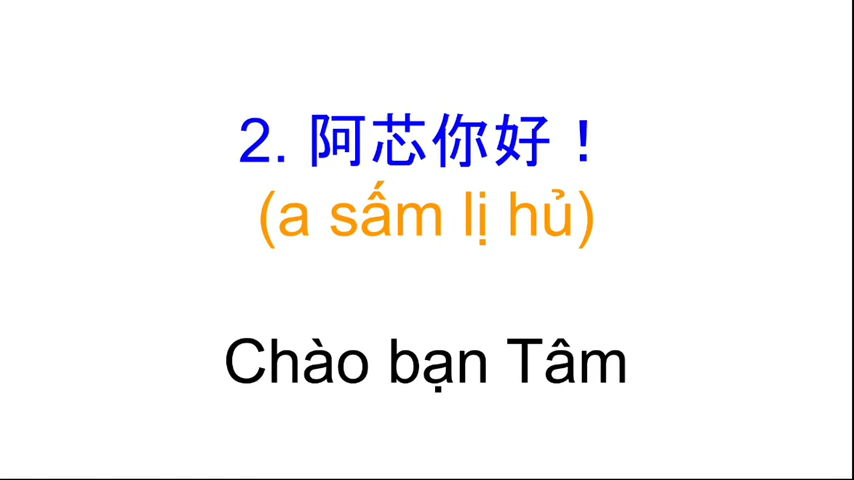 2. 阿芯你好！
(a sấm lị hủ)
Chào bạn Tâm